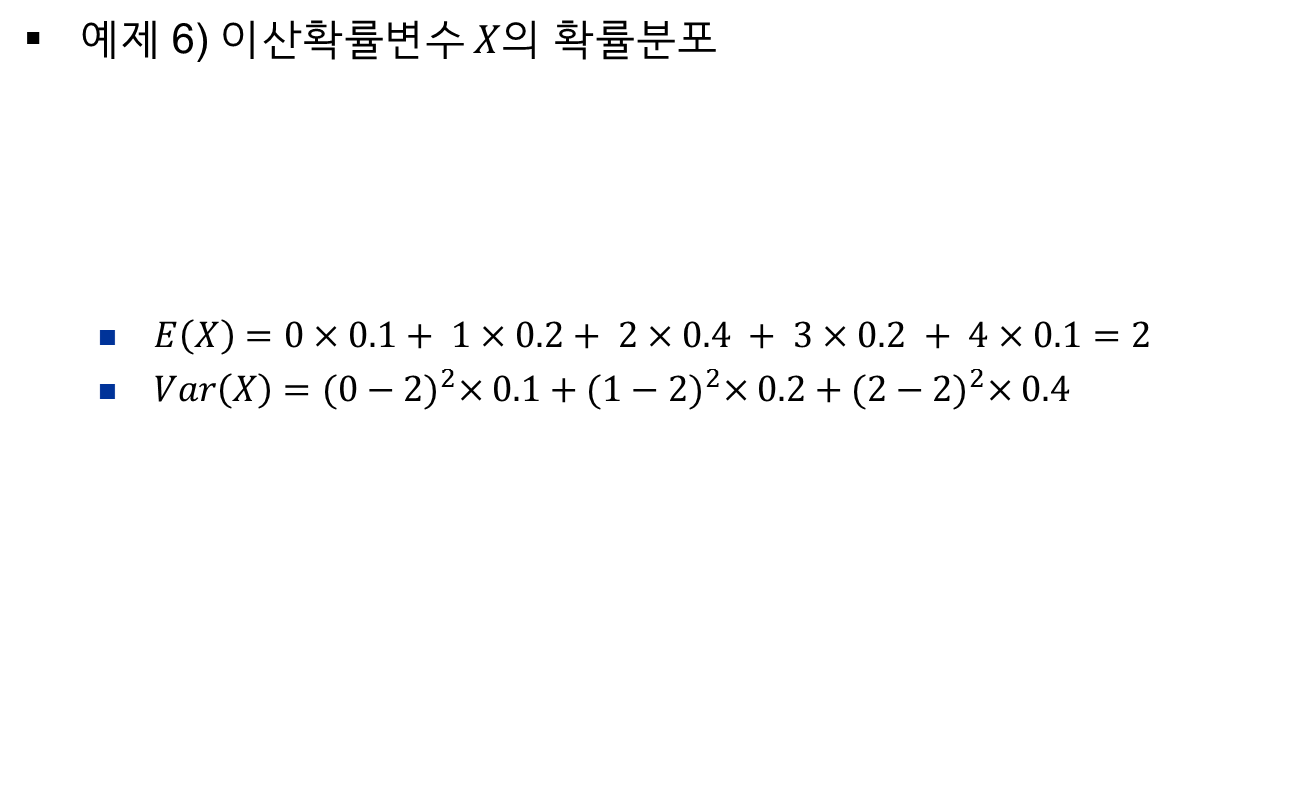 ▪ 예제 6) 이산확률변수 X의 확률분포
▪ E(X) = 0 × 0.1 + 1 × 0.2 + 2 × 0.4 + 3 × 0.2 + 4 × 0.1 = 2
▪ Var(X) = (0 − 2)² × 0.1 + (1 − 2)² × 0.2 + (2 − 2)² × 0.4